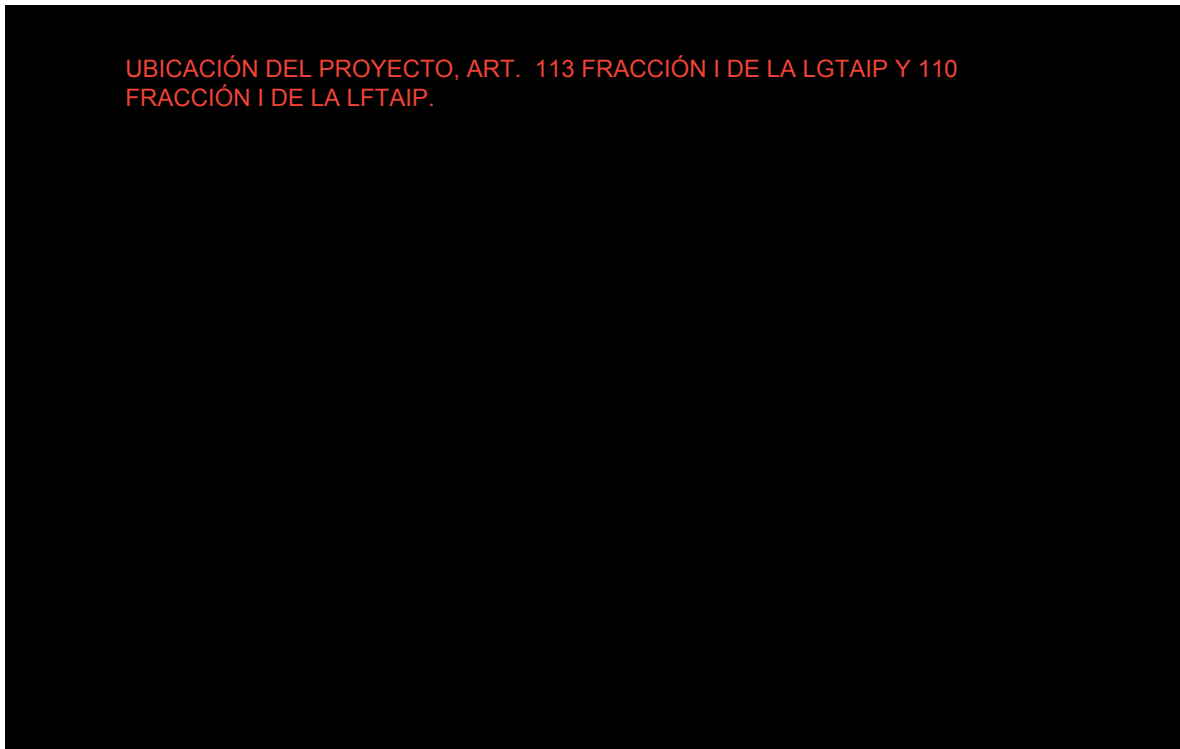 UBICACIÓN DEL PROYECTO, ART.  113 FRACCIÓN I DE LA LGTAIP Y 110
FRACCIÓN I DE LA LFTAIP.